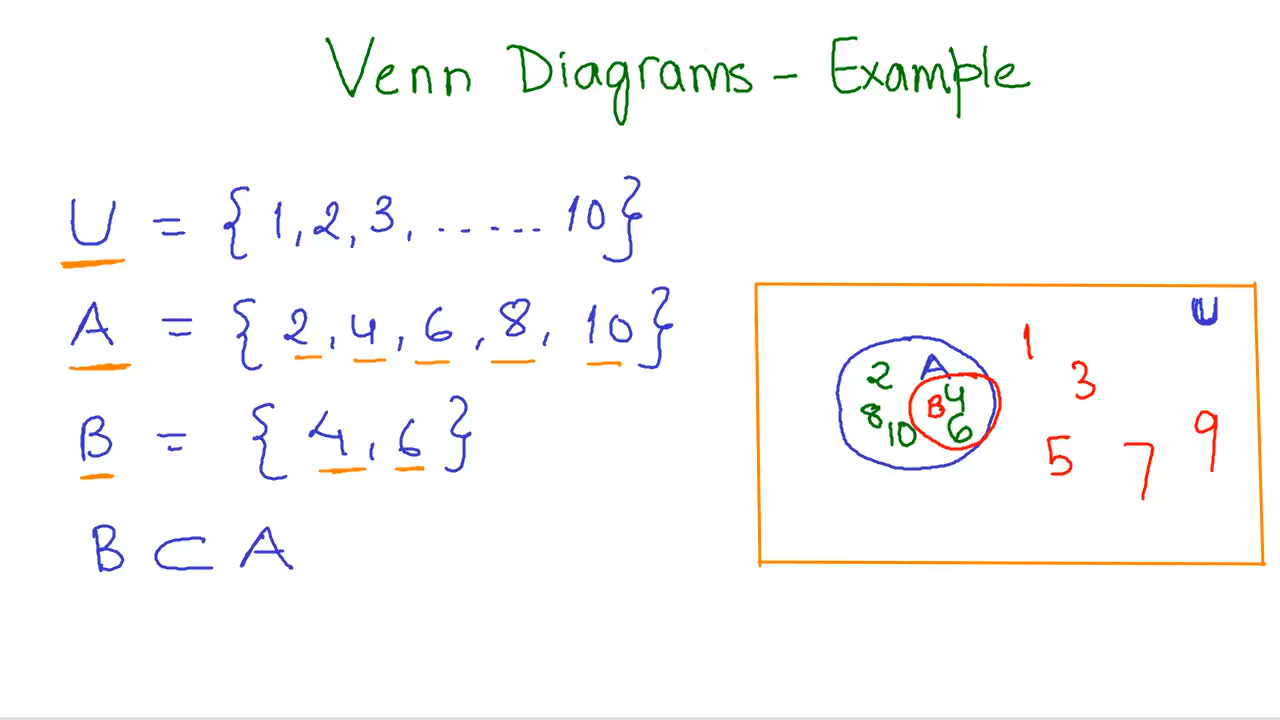 Venn Diagrams - Example
U = {1, 2, 3, ...... 10}
A = {2, 4, 6, 8, 10}
B = {4, 6}
B ⊂ A
U
1
3
2 A
8 B 4
10 6
5 7 9